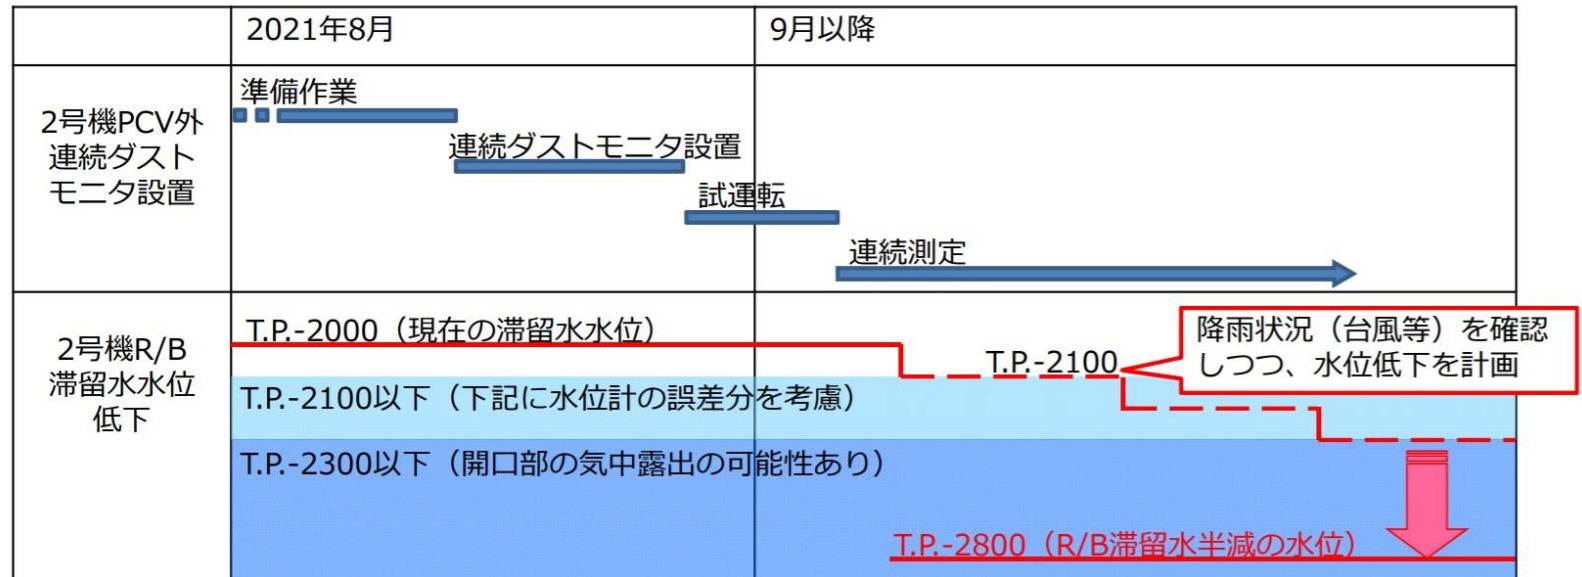 2021年8月
9月以降
2号機PCV外
連続ダスト
モニタ設置
準備作業
連続ダストモニタ設置
試運転
連続測定
2号機R/B
滞留水水位
低下
T.P.-2000（現在の滞留水水位）
T.P.-2100
降雨状況（台風等）を確認
しつつ、水位低下を計画
T.P.-2100以下（下記に水位計の誤差分を考慮）
T.P.-2300以下（開口部の気中露出の可能性あり）
T.P.-2800（R/B滞留水半減の水位）